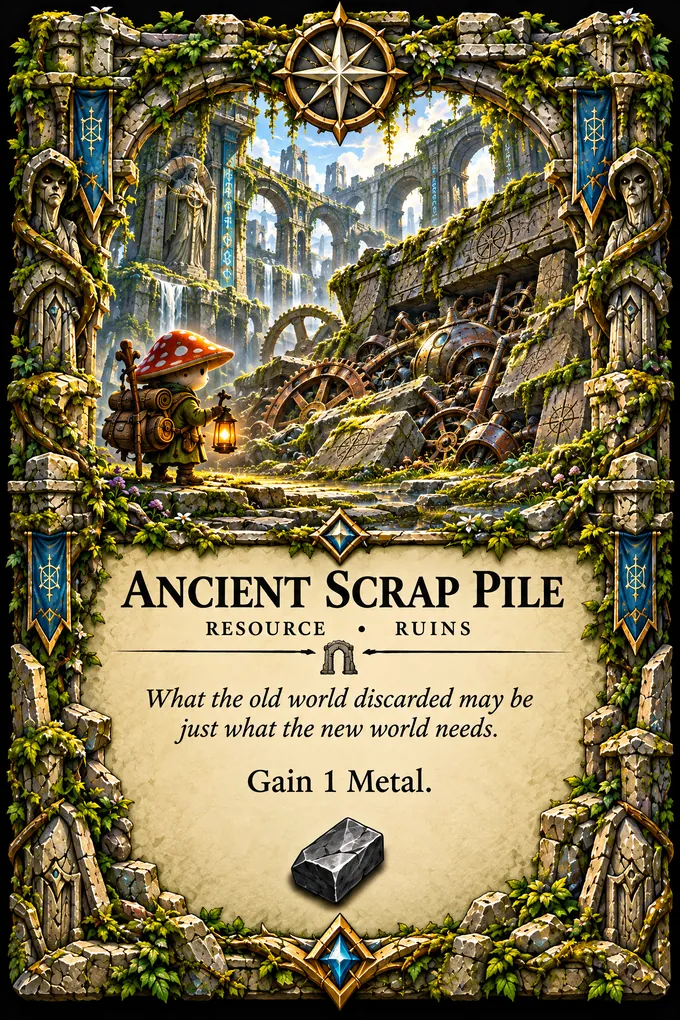 ANCIENT SCRAP PILE
RESOURCE • RUINS
What the old world discarded may be
just what the new world needs.
Gain 1 Metal.